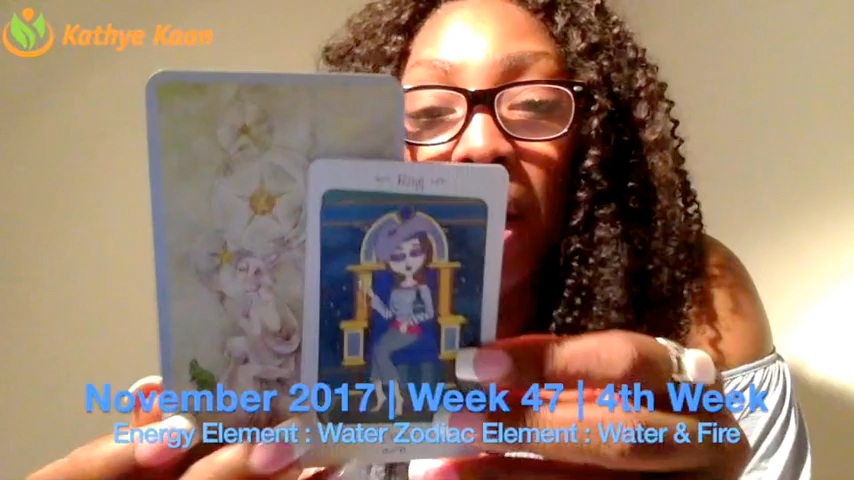 Kathye Kaan
King
November 2017 | Week 47 | 4th Week
Energy Element : Water Zodiac Element : Water & Fire